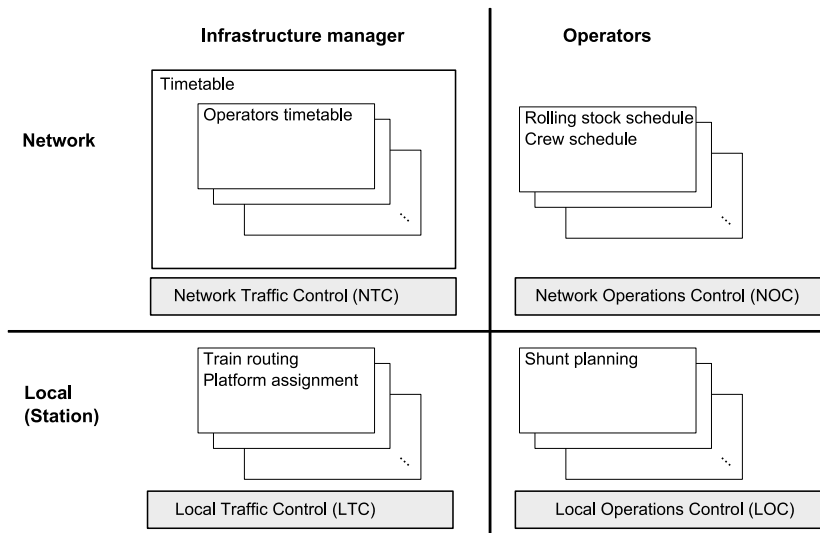 Infrastructure manager
Operators
Network
Timetable
Operators timetable
...
Rolling stock schedule
Crew schedule
...
Network Traffic Control (NTC)
Network Operations Control (NOC)
Local
(Station)
Train routing
Platform assignment
...
Shunt planning
...
Local Traffic Control (LTC)
Local Operations Control (LOC)